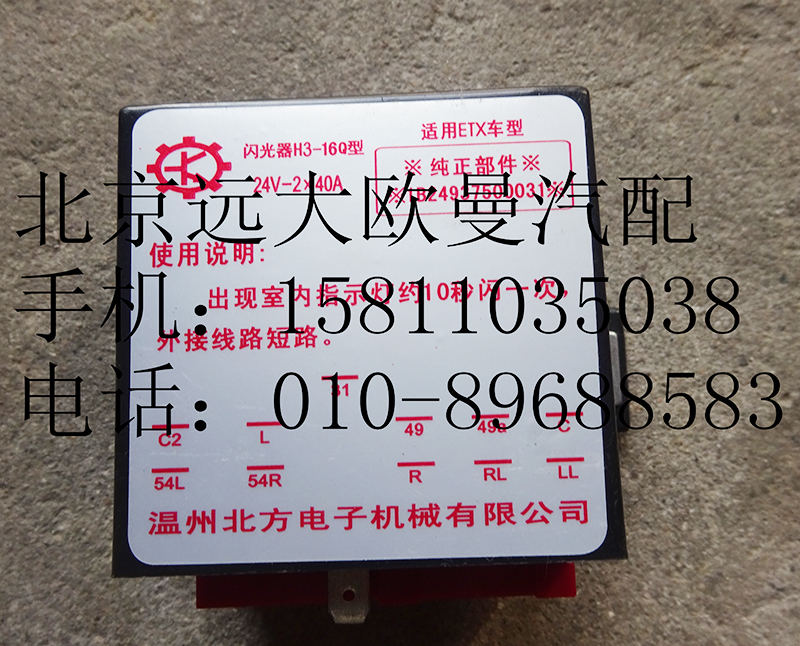 适用ETX车型
闪光器H3-16Q型
※纯正部件※
24V-2×40A
※1B24937500031※
北京远大欧曼汽配
使用说明:
出现室内指示灯约10秒闪一次,
手机：15811035038
外接线路短路。
31
电话：010-89688583
C2 L 49 49a C
54L 54R R RL LL
温州北方电子机械有限公司